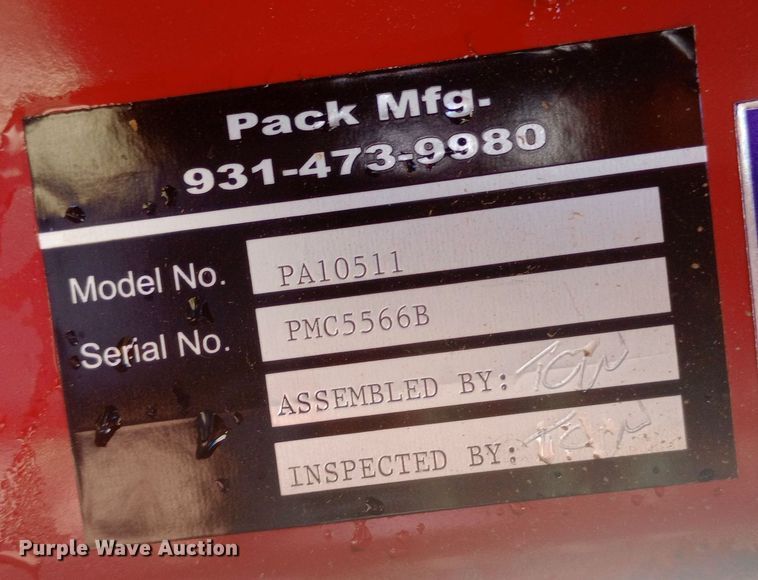 Pack Mfg.
931-473-9980
Model No. PA10511
Serial No. PMC5566B
ASSEMBLED BY:
INSPECTED BY:
Purple Wave Auction